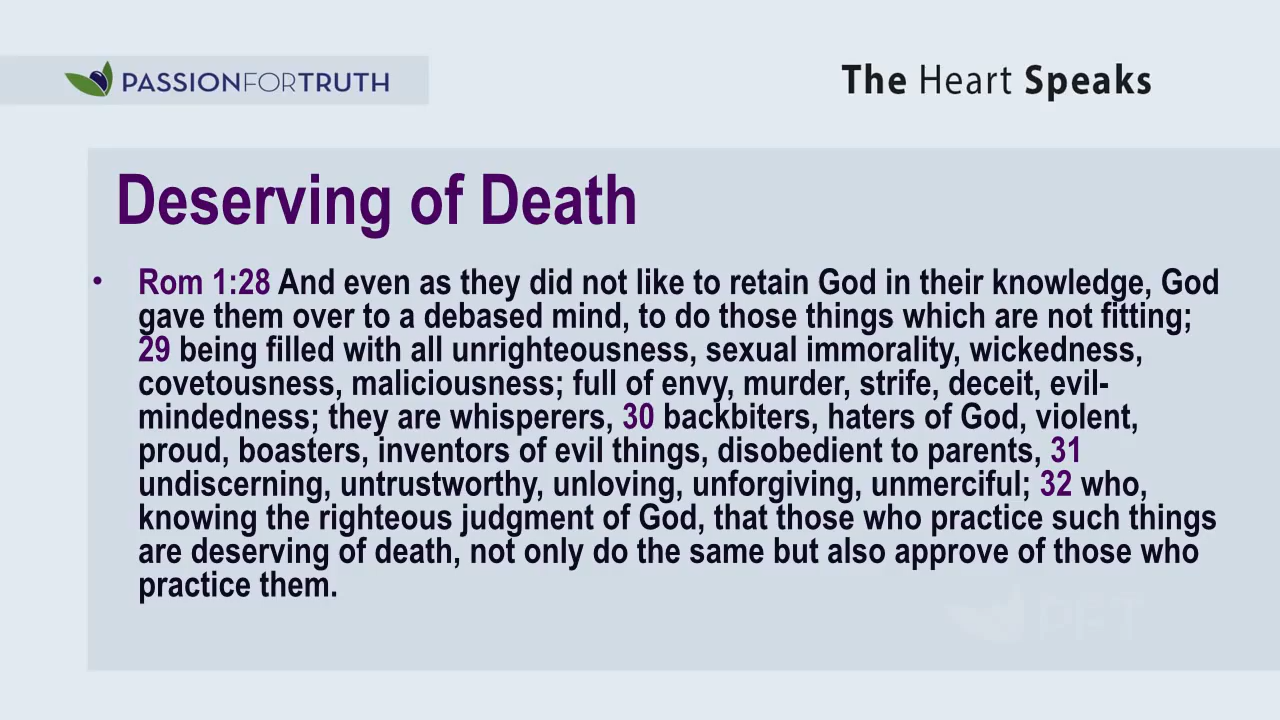 PASSIONFORTRUTH
The Heart Speaks
Deserving of Death
• Rom 1:28 And even as they did not like to retain God in their knowledge, God
gave them over to a debased mind, to do those things which are not fitting;
29 being filled with all unrighteousness, sexual immorality, wickedness,
covetousness, maliciousness; full of envy, murder, strife, deceit, evil-
mindedness; they are whisperers, 30 backbiters, haters of God, violent,
proud, boasters, inventors of evil things, disobedient to parents, 31
undiscerning, untrustworthy, unloving, unforgiving, unmerciful; 32 who,
knowing the righteous judgment of God, that those who practice such things
are deserving of death, not only do the same but also approve of those who
practice them.
PFT